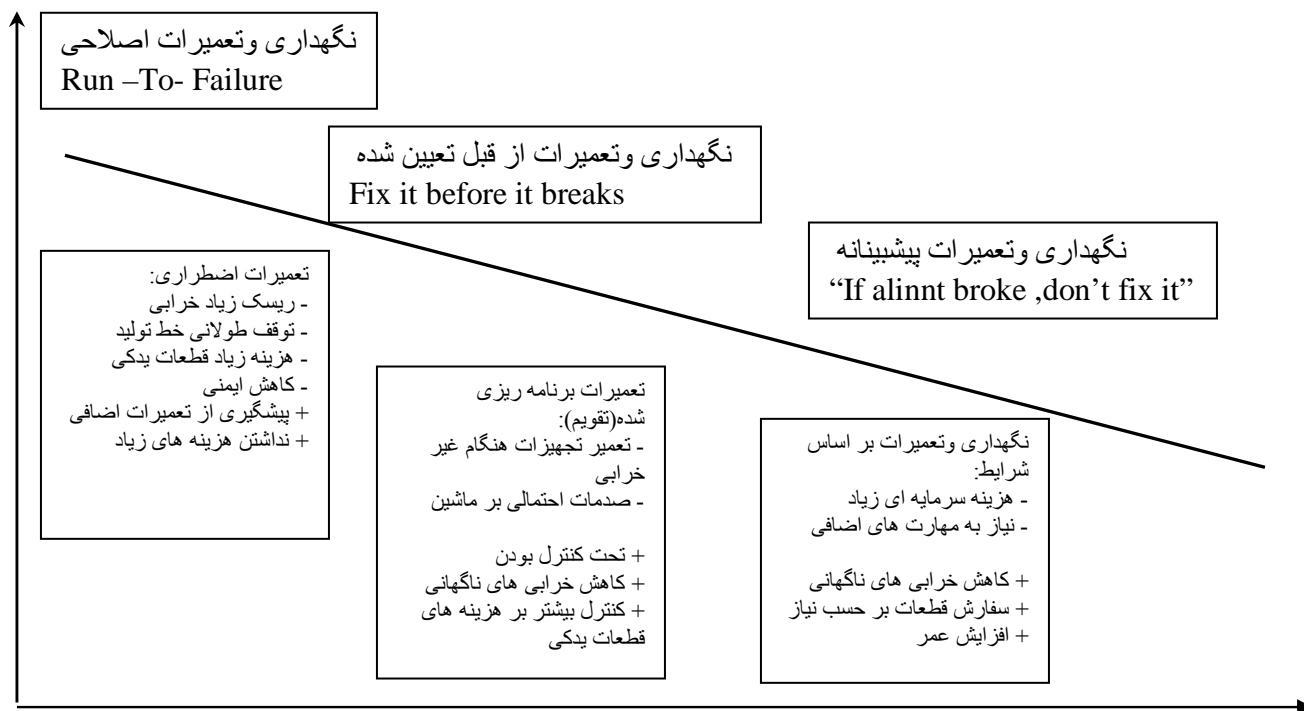 نگهداری وتعمیرات اصلاحی
Run –To- Failure
نگهداری وتعمیرات از قبل تعیین شده
Fix it before it breaks
نگهداری وتعمیرات پیشبینانه
“If alinnt broke ,don’t fix it”
تعمیرات اضطراری:
- ریسک زیاد خرابی
- توقف طولانی خط تولید
- هزینه زیاد قطعات یدکی
- کاهش ایمنی
+ پیشگیری از تعمیرات اضافی
+ نداشتن هزینه های زیاد
تعمیرات برنامه ریزی
شده(تقویم):
- تعمیر تجهیزات هنگام غیر
خرابی
- صدمات احتمالی بر ماشین
+ تحت کنترل بودن
+ کاهش خرابی های ناگهانی
+ کنترل بیشتر بر هزینه های
قطعات یدکی
نگهداری وتعمیرات بر اساس
شرایط:
- هزینه سرمایه ای زیاد
- نیاز به مهارت های اضافی
+ کاهش خرابی های ناگهانی
+ سفارش قطعات بر حسب نیاز
+ افزایش عمر